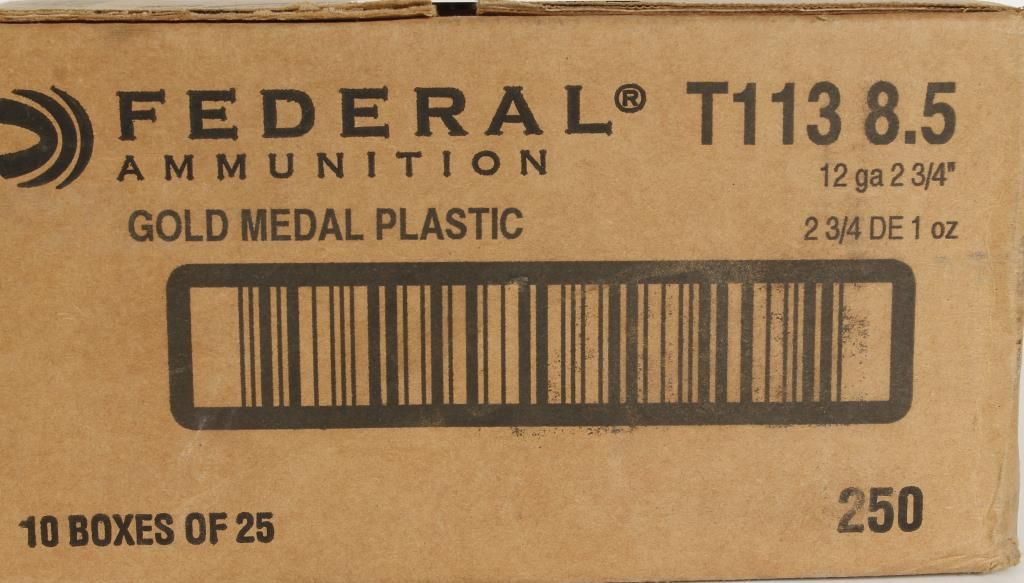 FEDERAL® T113 8.5
AMMUNITION 12 ga 2 3/4"
GOLD MEDAL PLASTIC 2 3/4 DE 1 oz
10 BOXES OF 25 250